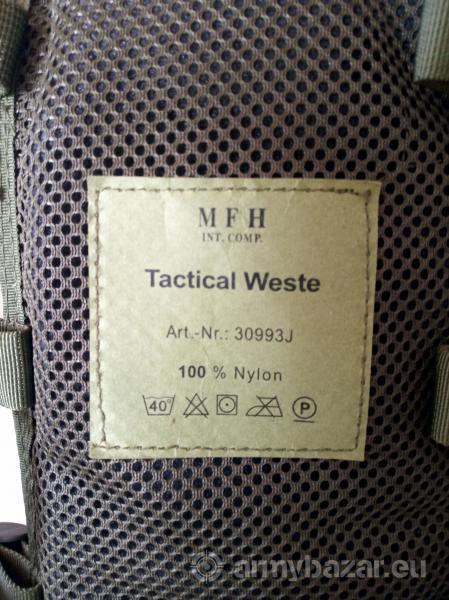 MFH
INT. COMP.
Tactical Weste
Art.-Nr.: 30993J
100 % Nylon
40° P
armybazar.eu